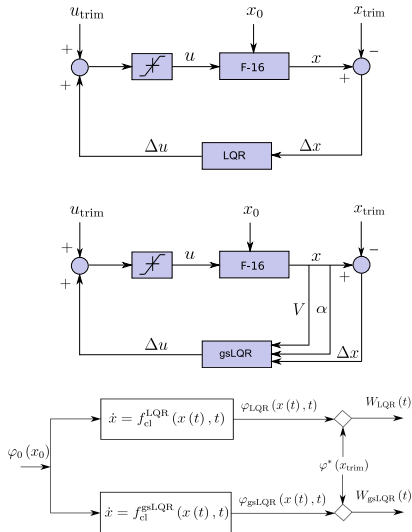 u_trim x_0 x_trim
+ u x −
+ F-16 +
Δu LQR Δx
u_trim x_0 x_trim
+ u x −
+ F-16 +
V α
Δu gsLQR Δx
φ_LQR (x (t) , t) W_LQR (t)
ẋ = f_cl^LQR (x (t) , t)
φ_0 (x_0) φ* (x_trim)
φ_gsLQR (x (t) , t) W_gsLQR (t)
ẋ = f_cl^gsLQR (x (t) , t)